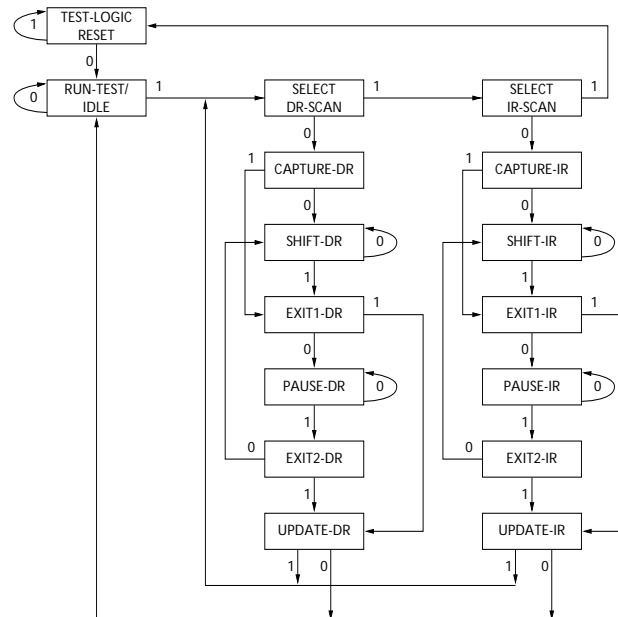 TEST-LOGIC
RESET
1
0
RUN-TEST/
IDLE
0
1
SELECT
DR-SCAN
1
SELECT
IR-SCAN
1
0
0
1
CAPTURE-DR
1
CAPTURE-IR
0
0
SHIFT-DR
0
SHIFT-IR
0
1
1
EXIT1-DR
1
EXIT1-IR
1
0
0
PAUSE-DR
0
PAUSE-IR
0
1
1
0
EXIT2-DR
0
EXIT2-IR
1
1
UPDATE-DR
UPDATE-IR
1
0
1
0